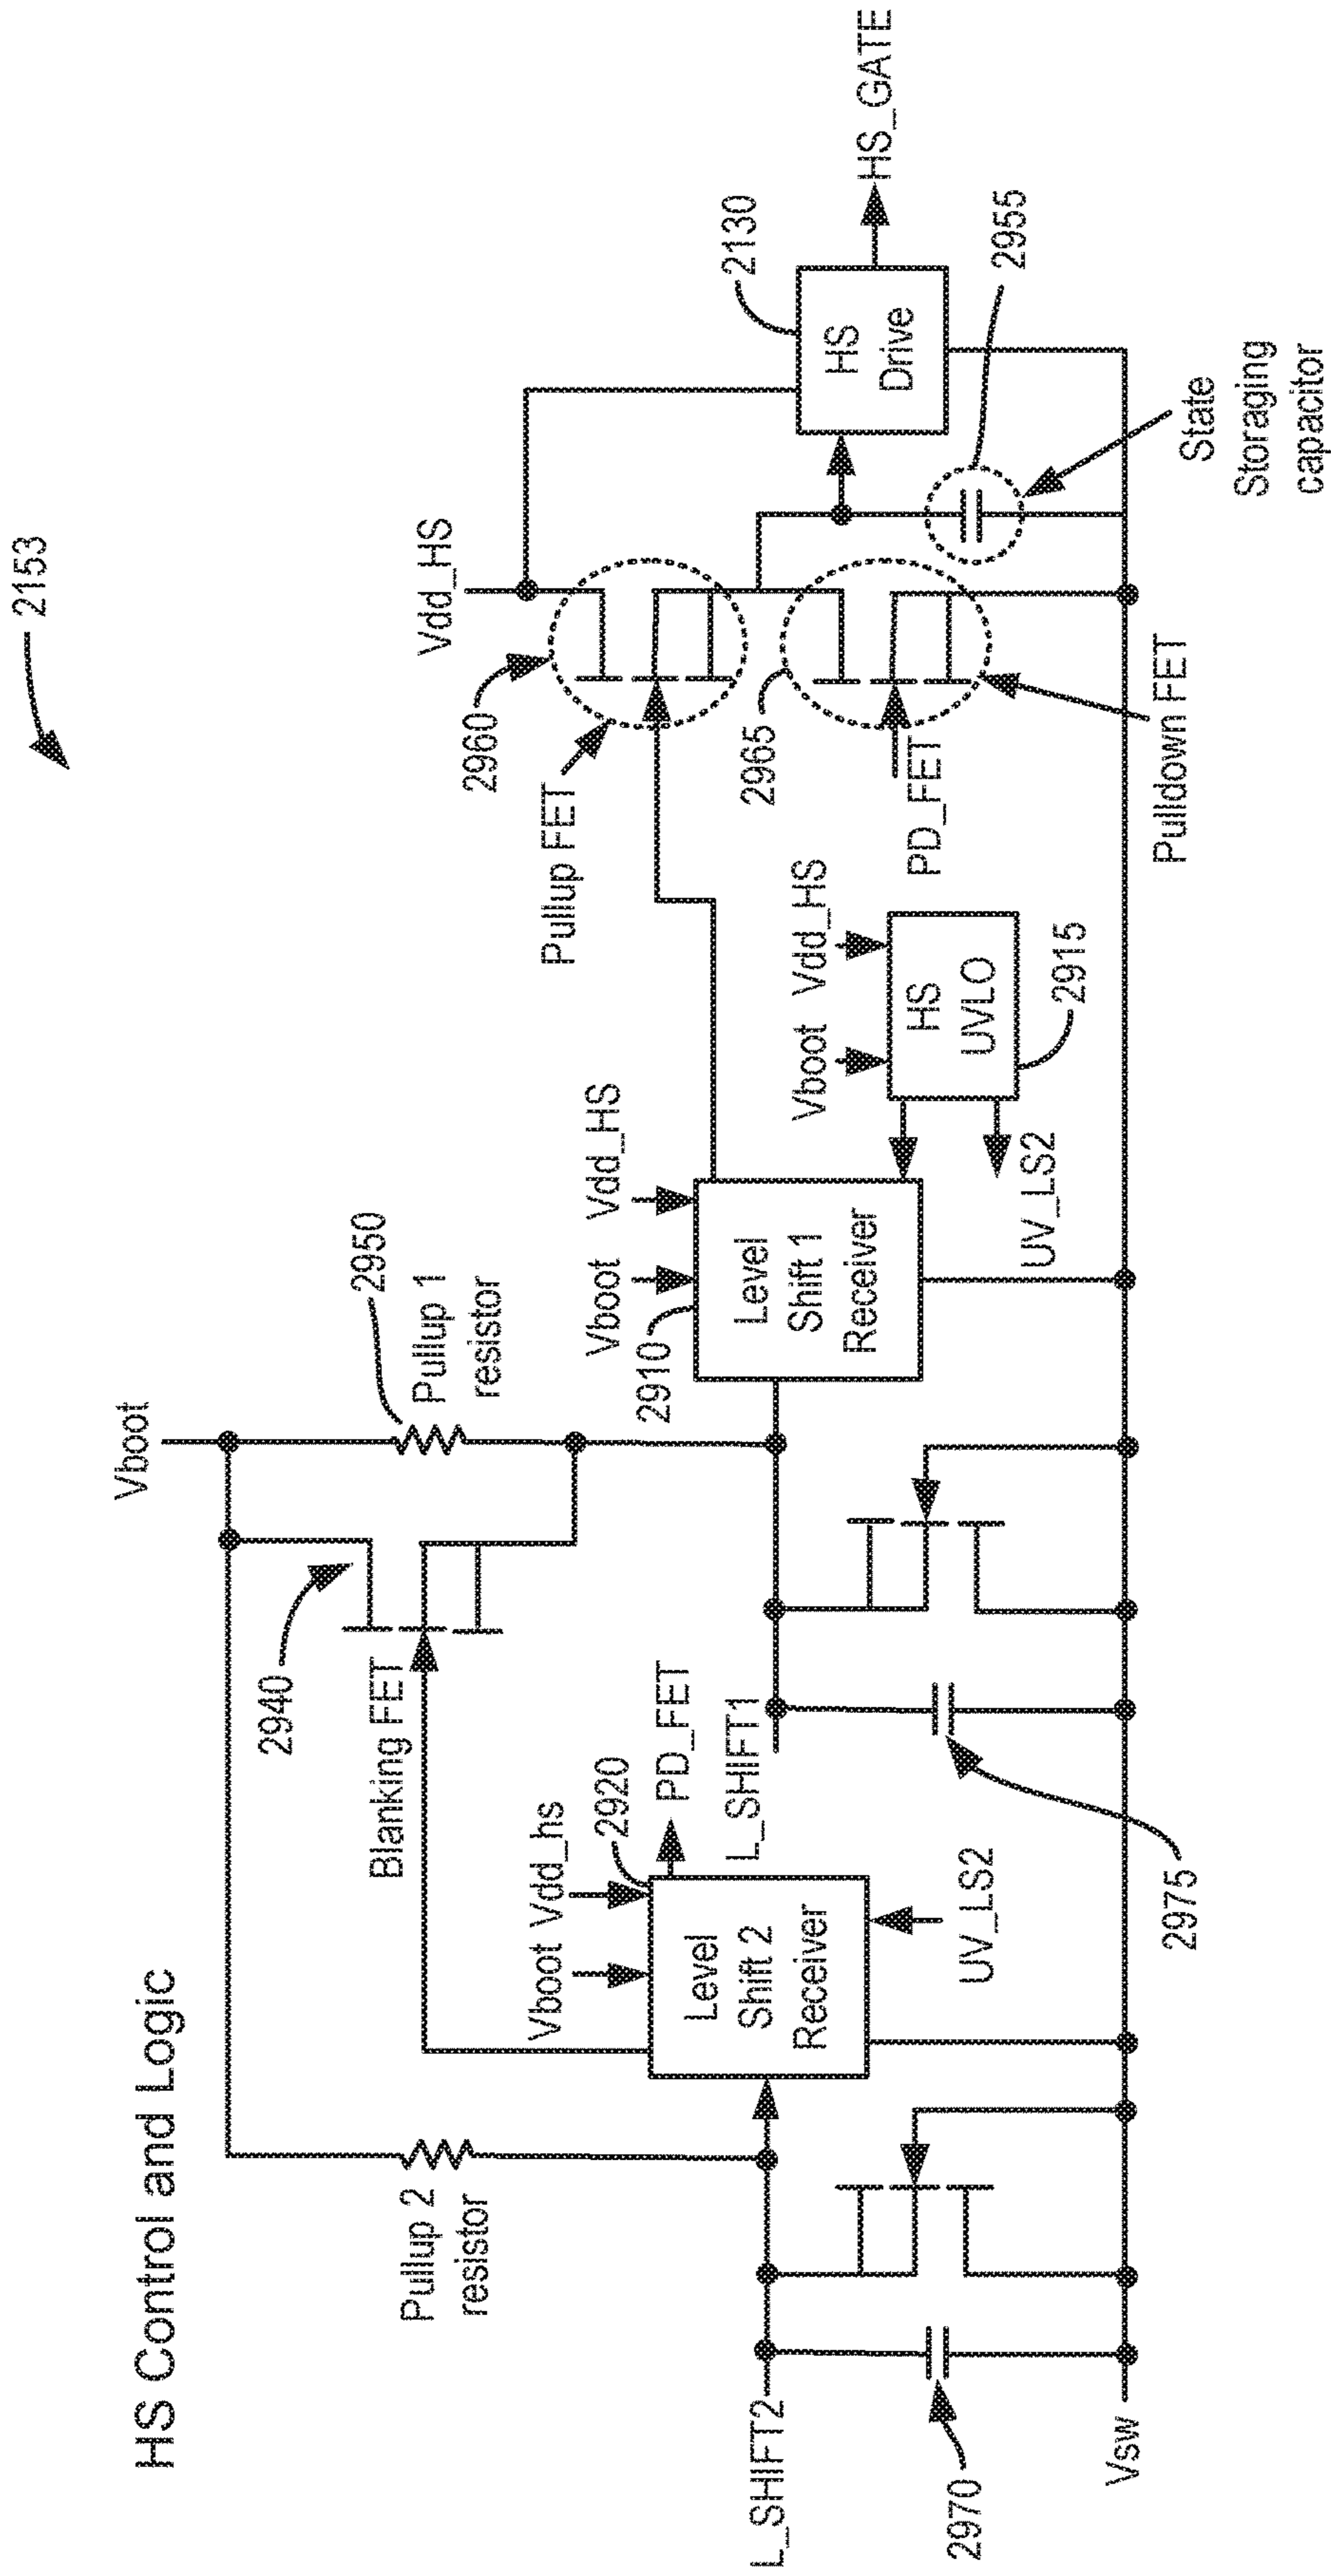 HS Control and Logic
2153
Vboot
2940
Blanking FET
2950
Pullup 1
resistor
Pullup 2
resistor
Vboot
Vdd_hs
2920
PD_FET
Level
Shift 2
Receiver
UV_LS2
L_SHIFT2
2970
Vsw
L_SHIFT1
2975
Vboot
Vdd_HS
2910
Level
Shift 1
Receiver
Vboot
Vdd_HS
HS
UVLO
2915
UV_LS2
Vdd_HS
2960
Pullup FET
2965
PD_FET
Pulldown FET
2130
HS
Drive
HS_GATE
2955
State
Storaging
capacitor